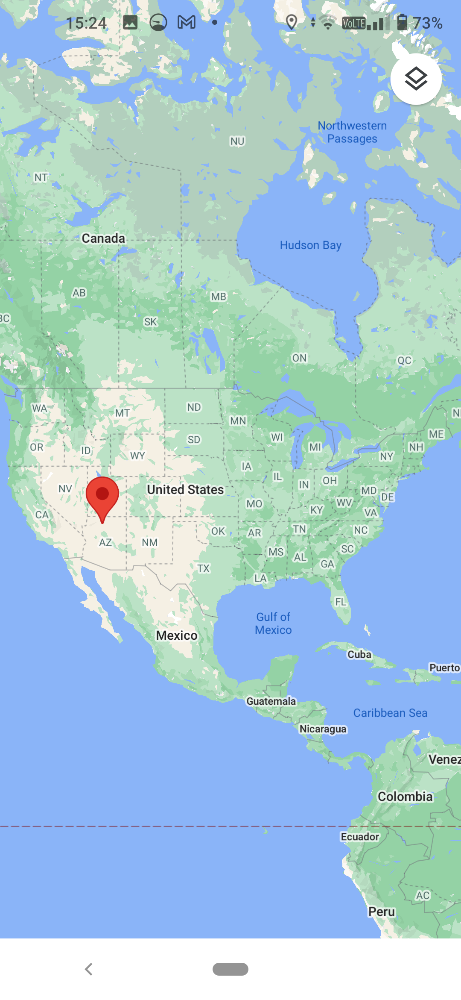 15:24
VoLTE
73%
Northwestern
Passages
NU
NT
Canada
Hudson Bay
AB
MB
BC
SK
ON
QC
WA
MT
ND
MN
ME
OR
ID
WY
SD
WI
MI
NH
NY
IA
IL
IN
OH
NV
United States
MO
KY
WV
MD
DE
CA
VA
AZ
NM
OK
AR
TN
NC
MS
AL
SC
GA
TX
LA
FL
Gulf of
Mexico
Mexico
Cuba
Puerto
Guatemala
Caribbean Sea
Nicaragua
Venez
Colombia
Ecuador
AC
Peru